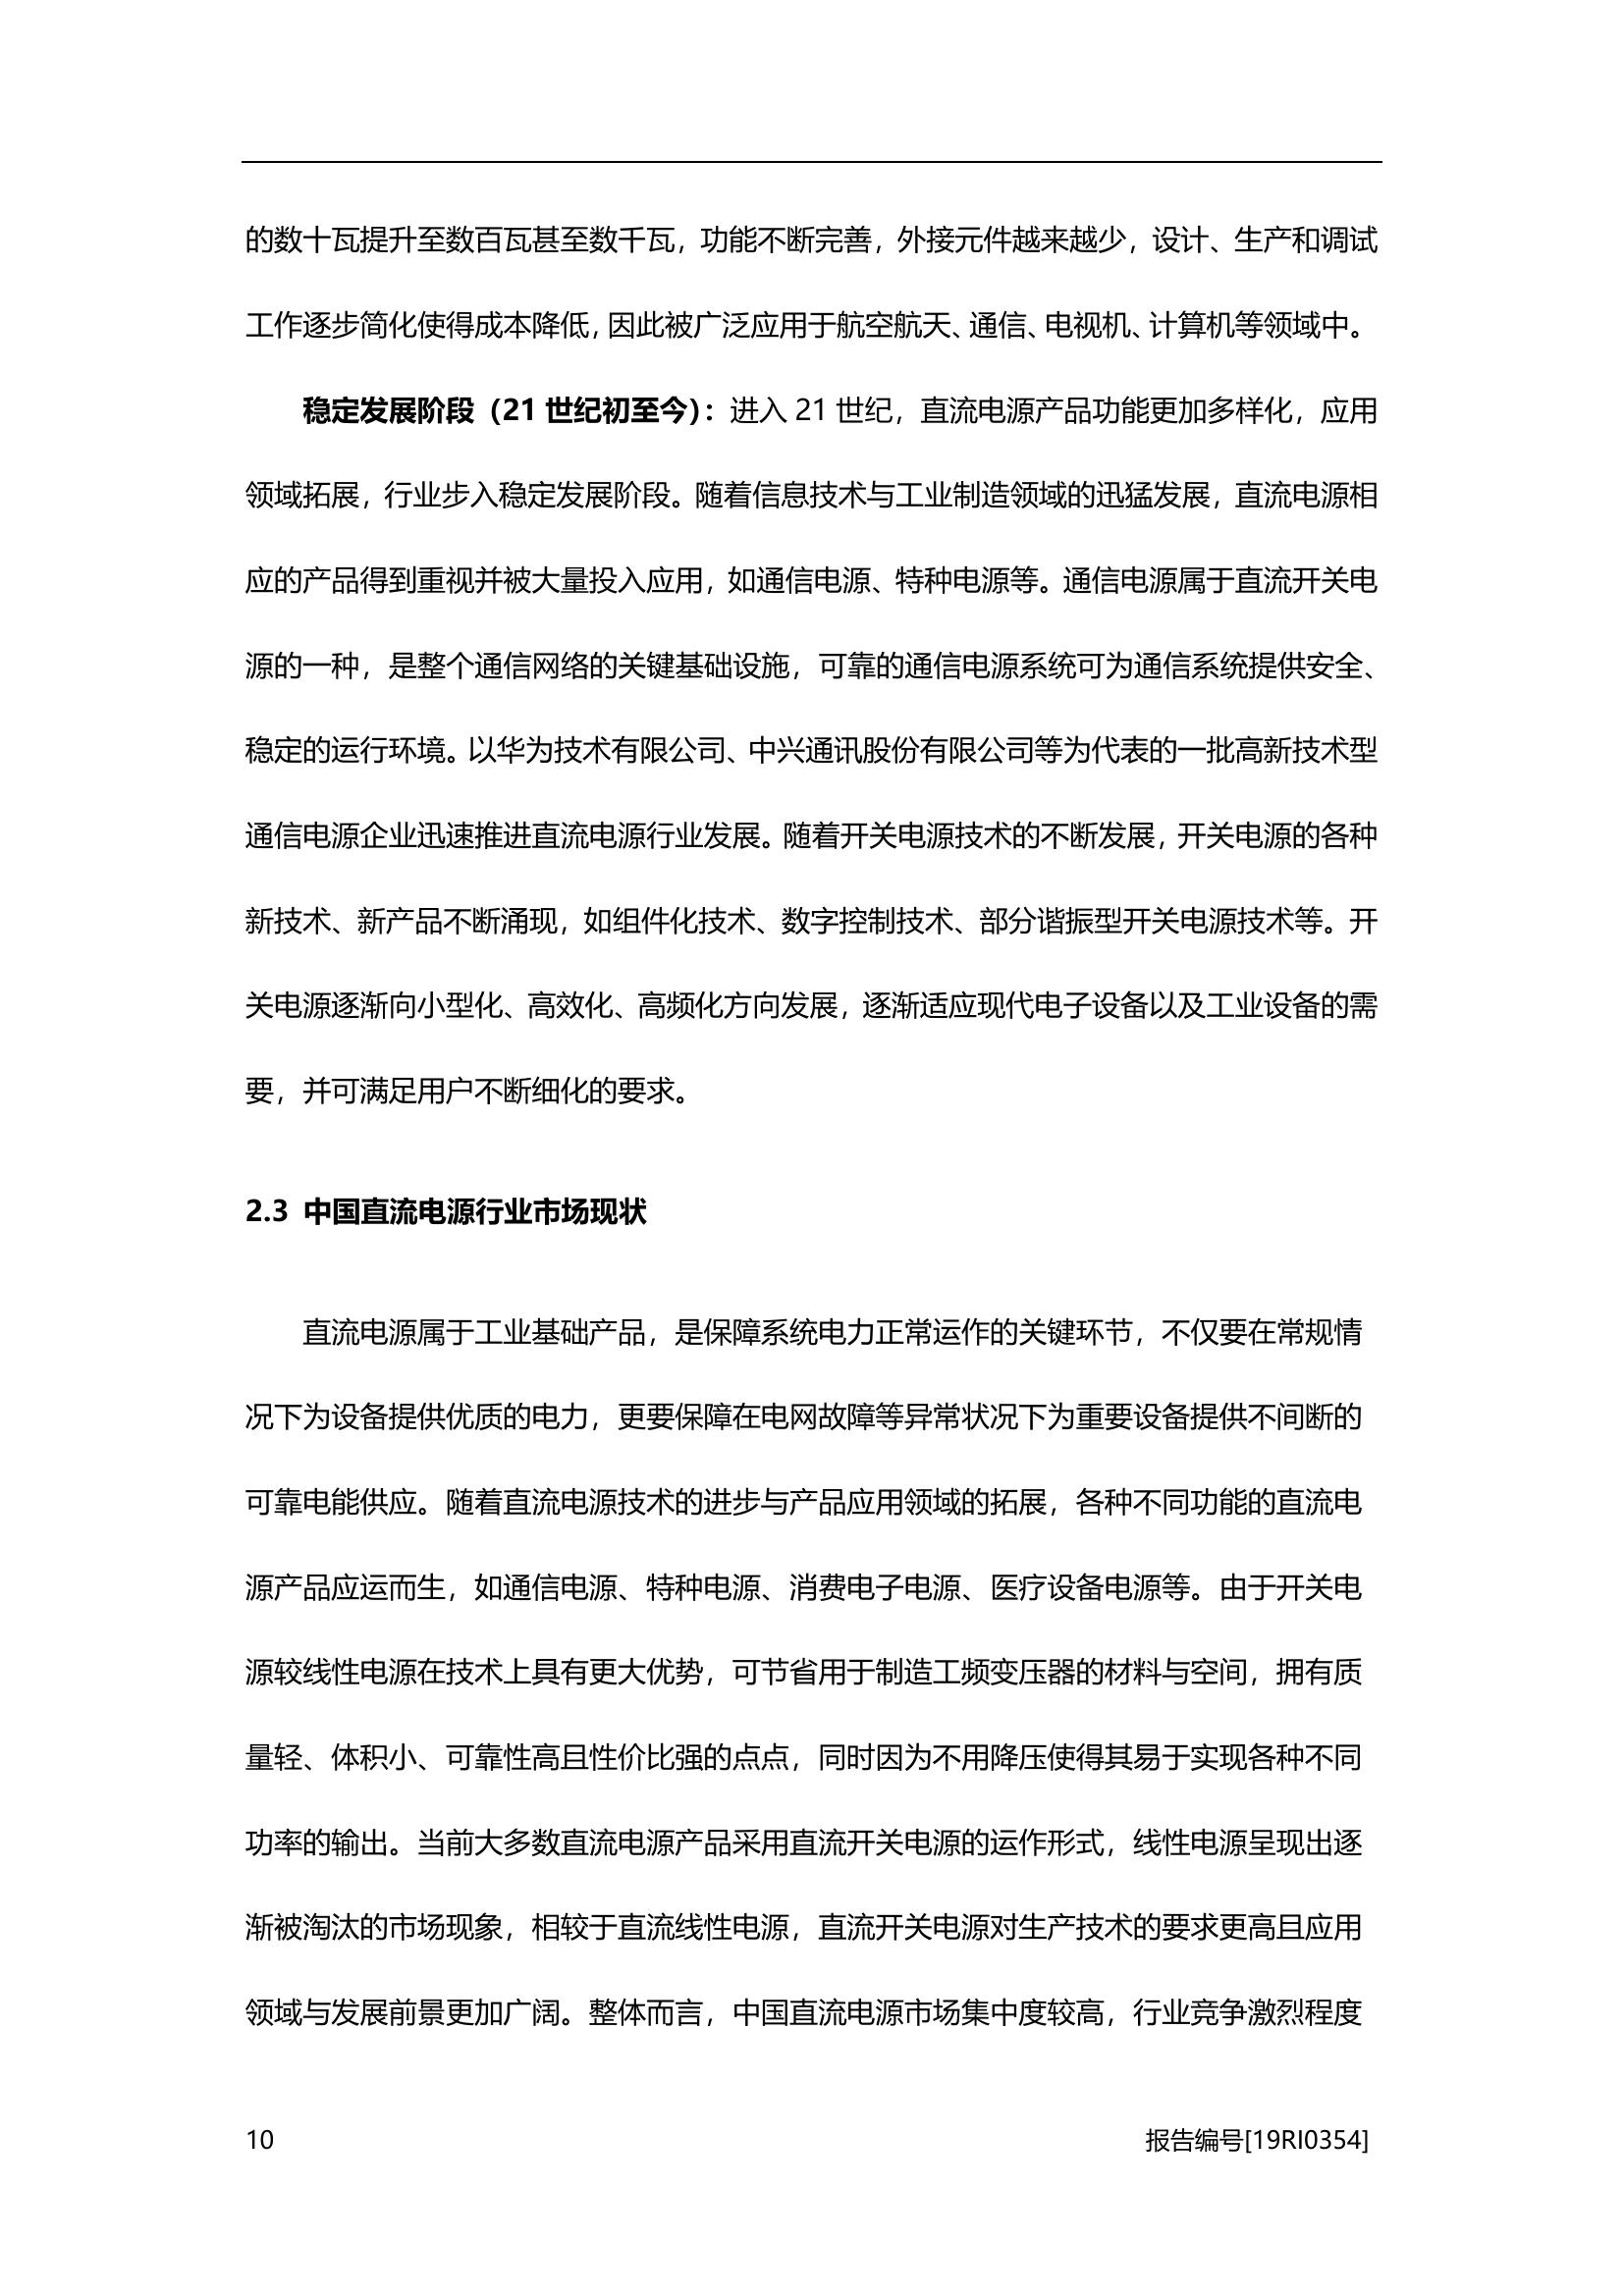 的数十瓦提升至数百瓦甚至数千瓦，功能不断完善，外接元件越来越少，设计、生产和调试
工作逐步简化使得成本降低，因此被广泛应用于航空航天、通信、电视机、计算机等领域中。
稳定发展阶段（21 世纪初至今）：进入 21 世纪，直流电源产品功能更加多样化，应用
领域拓展，行业步入稳定发展阶段。随着信息技术与工业制造领域的迅猛发展，直流电源相
应的产品得到重视并被大量投入应用，如通信电源、特种电源等。通信电源属于直流开关电
源的一种，是整个通信网络的关键基础设施，可靠的通信电源系统可为通信系统提供安全、
稳定的运行环境。以华为技术有限公司、中兴通讯股份有限公司等为代表的一批高新技术型
通信电源企业迅速推进直流电源行业发展。随着开关电源技术的不断发展，开关电源的各种
新技术、新产品不断涌现，如组件化技术、数字控制技术、部分谐振型开关电源技术等。开
关电源逐渐向小型化、高效化、高频化方向发展，逐渐适应现代电子设备以及工业设备的需
要，并可满足用户不断细化的要求。
2.3 中国直流电源行业市场现状
直流电源属于工业基础产品，是保障系统电力正常运作的关键环节，不仅要在常规情
况下为设备提供优质的电力，更要保障在电网故障等异常状况下为重要设备提供不间断的
可靠电能供应。随着直流电源技术的进步与产品应用领域的拓展，各种不同功能的直流电
源产品应运而生，如通信电源、特种电源、消费电子电源、医疗设备电源等。由于开关电
源较线性电源在技术上具有更大优势，可节省用于制造工频变压器的材料与空间，拥有质
量轻、体积小、可靠性高且性价比强的点点，同时因为不用降压使得其易于实现各种不同
功率的输出。当前大多数直流电源产品采用直流开关电源的运作形式，线性电源呈现出逐
渐被淘汰的市场现象，相较于直流线性电源，直流开关电源对生产技术的要求更高且应用
领域与发展前景更加广阔。整体而言，中国直流电源市场集中度较高，行业竞争激烈程度
10 报告编号[19RI0354]